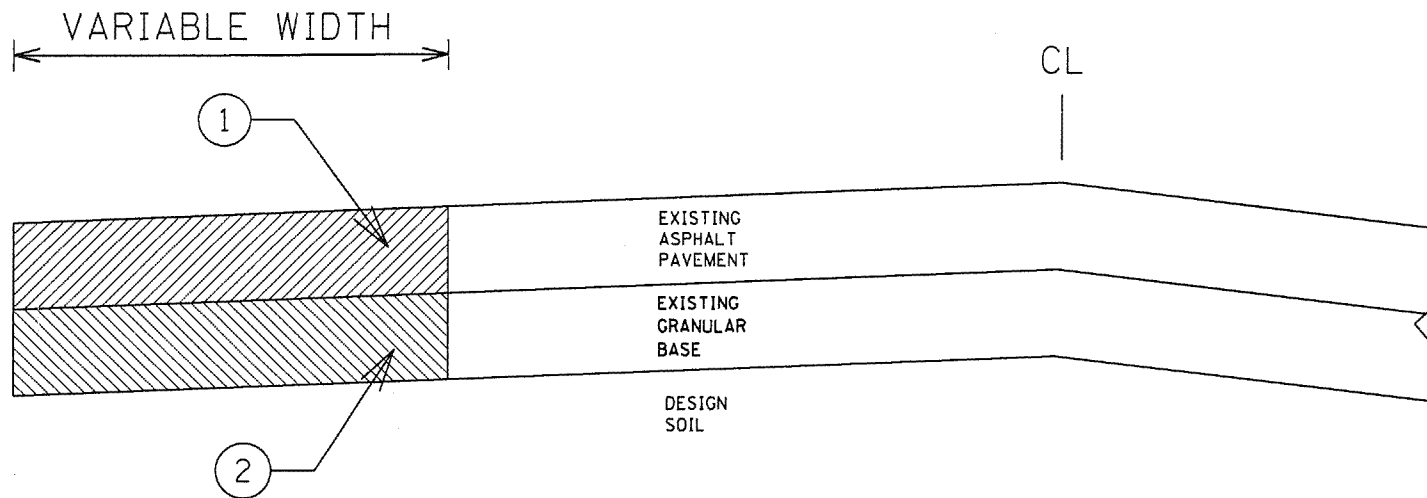 VARIABLE WIDTH
CL
1
EXISTING
ASPHALT
PAVEMENT
EXISTING
GRANULAR
BASE
DESIGN
SOIL
2